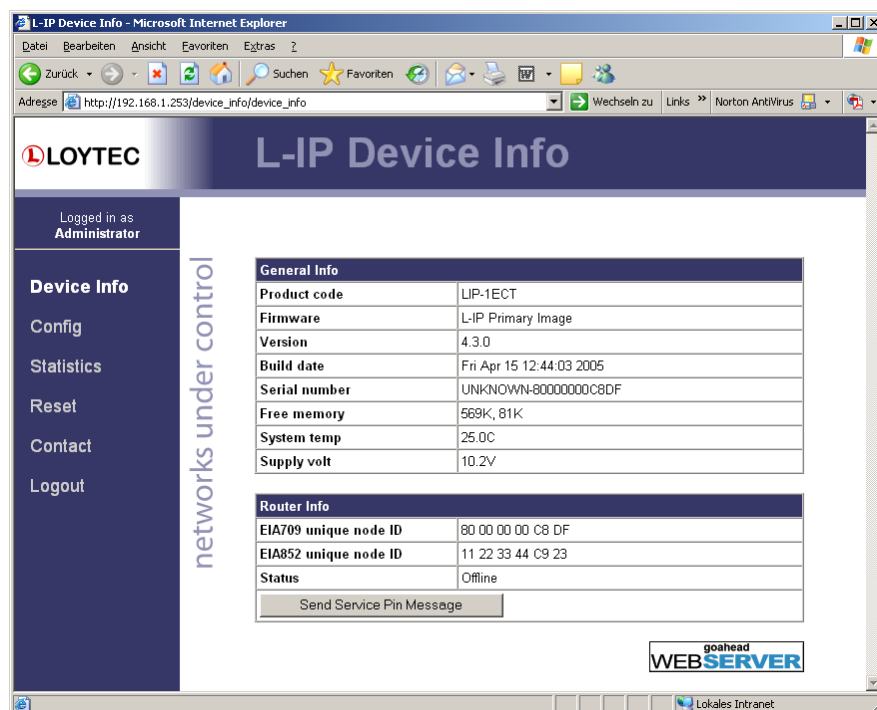 L-IP Device Info - Microsoft Internet Explorer
Datei Bearbeiten Ansicht Favoriten Extras ?
Zurück Suchen Favoriten
Adresse http://192.168.1.253/device_info/device_info Wechseln zu Links » Norton AntiVirus
LOYTEC
L-IP Device Info
Logged in as
Administrator
Device Info
Config
Statistics
Reset
Contact
Logout
networks under control
General Info
Product code LIP-1ECT
Firmware L-IP Primary Image
Version 4.3.0
Build date Fri Apr 15 12:44:03 2005
Serial number UNKNOWN-80000000C8DF
Free memory 569K, 81K
System temp 25.0C
Supply volt 10.2V
Router Info
EIA709 unique node ID 80 00 00 00 C8 DF
EIA852 unique node ID 11 22 33 44 C9 23
Status Offline
Send Service Pin Message
goahead
WEBSERVER
Lokales Intranet